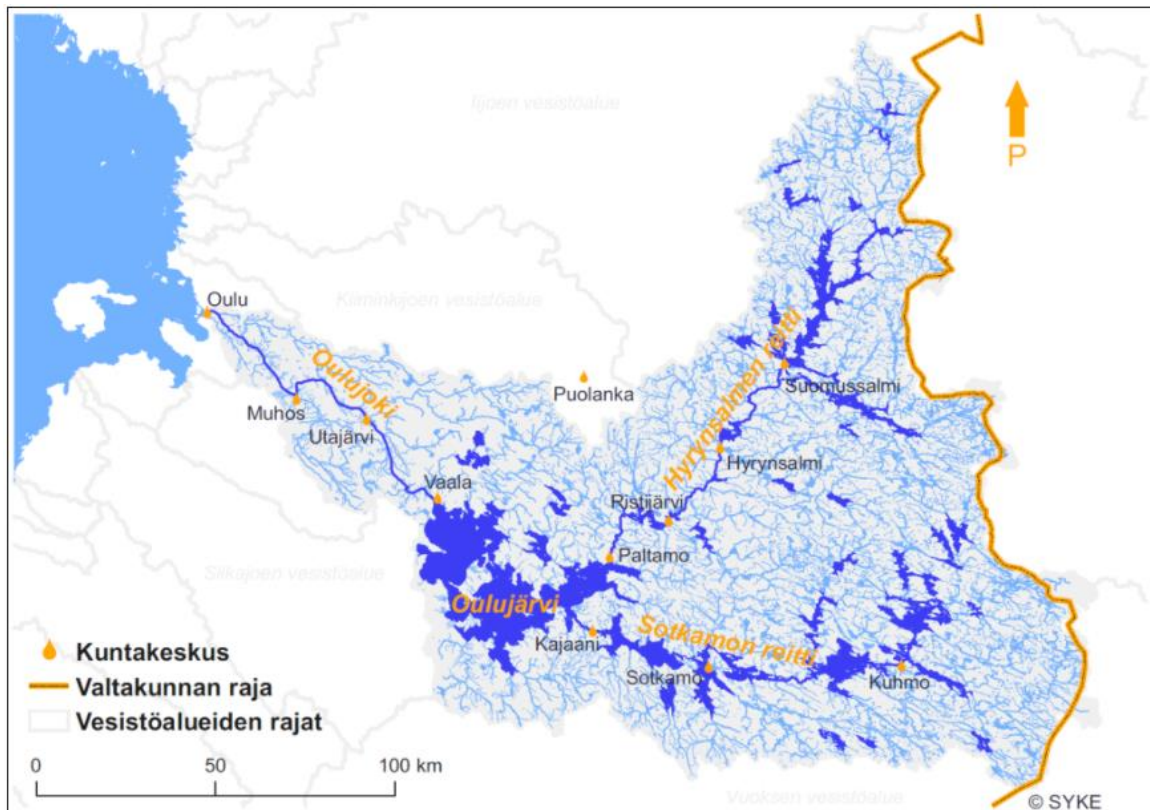 Iijoen vesistöalue
P
Kiiminkijoen vesistöalue
Oulu
Oulujoki
Hyrynsalmen reitti
Suomussalmi
Puolanka
Muhos
Utajärvi
Hyrynsalmi
Vaala
Ristijärvi
Paltamo
Siikajoen vesistöalue
Oulujärvi
Kajaani
Sotkamon reitti
Sotkamo
Kuhmo
Kuntakeskus
Valtakunnan raja
Vesistöalueiden rajat
0 50 100 km
Vuoksen vesistöalue
© SYKE